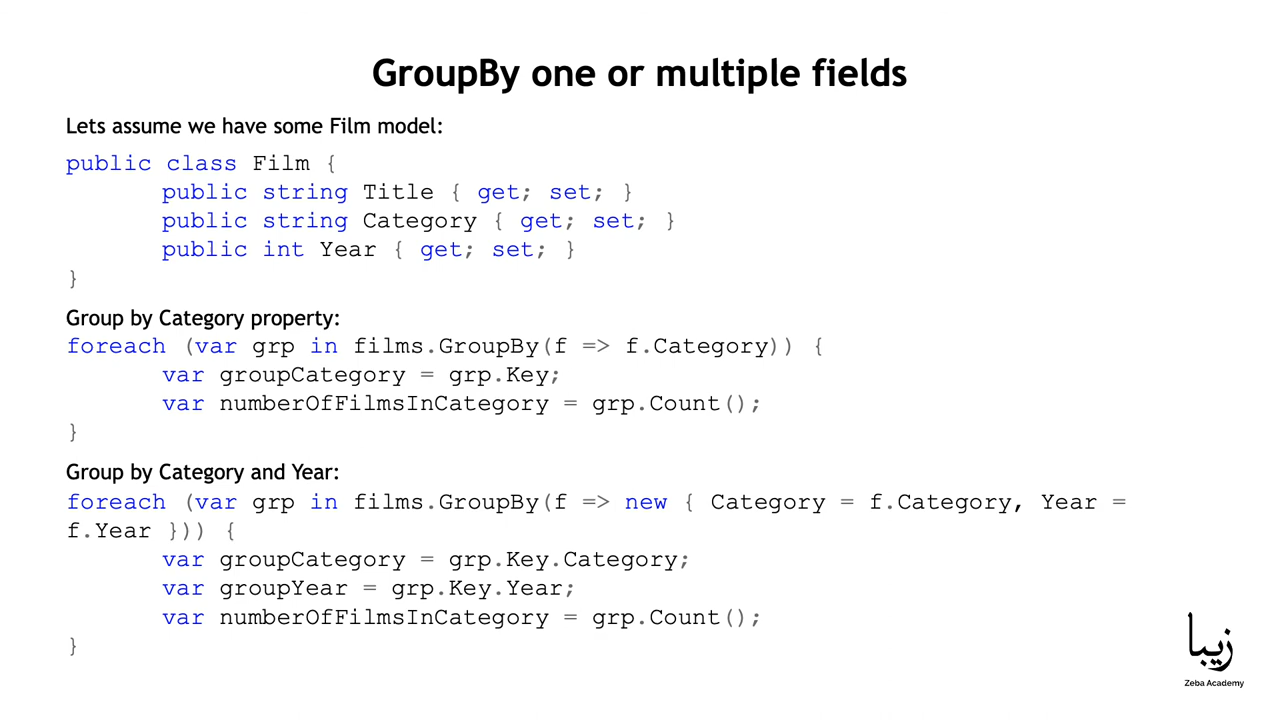 GroupBy one or multiple fields
Lets assume we have some Film model:
public class Film {
public string Title { get; set; }
public string Category { get; set; }
public int Year { get; set; }
}
Group by Category property:
foreach (var grp in films.GroupBy(f => f.Category)) {
var groupCategory = grp.Key;
var numberOfFilmsInCategory = grp.Count();
}
Group by Category and Year:
foreach (var grp in films.GroupBy(f => new { Category = f.Category, Year =
f.Year })) {
var groupCategory = grp.Key.Category;
var groupYear = grp.Key.Year;
var numberOfFilmsInCategory = grp.Count();
}
زیبا
Zeba Academy